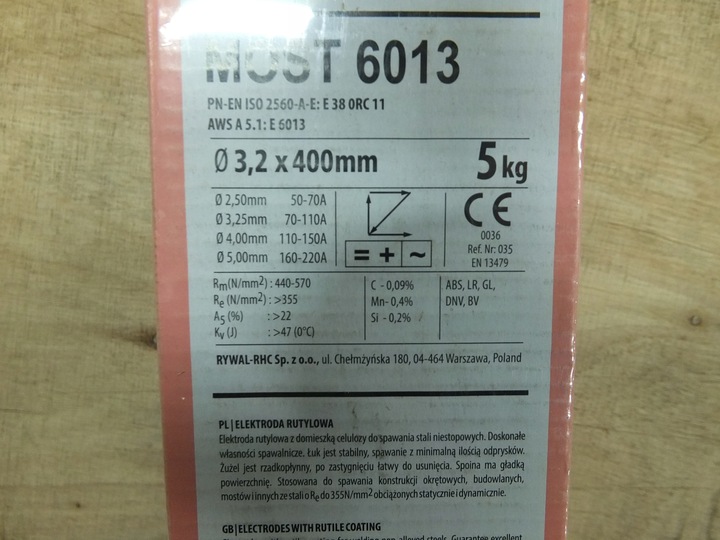 MOST 6013
PN-EN ISO 2560-A-E: E 38 0RC 11
AWS A 5.1: E 6013
Ø 3,2 x 400mm
5kg
Ø 2,50mm 50-70A
Ø 3,25mm 70-110A
Ø 4,00mm 110-150A
Ø 5,00mm 160-220A
= + ~
CE
0036
Ref. Nr: 035
EN 13479
Rm(N/mm²) : 440-570
Re (N/mm²) : >355
A5 (%) : >22
Kv (J) : >47 (0°C)
C - 0,09%
Mn- 0,4%
Si - 0,2%
ABS, LR, GL,
DNV, BV
RYWAL-RHC Sp. z o.o., ul. Chełmżyńska 180, 04-464 Warszawa, Poland
PL | ELEKTRODA RUTYLOWA
Elektroda rutylowa z domieszką celulozy do spawania stali niestopowych. Doskonałe
własności spawalnicze. Łuk jest stabilny, spawanie z minimalną ilością odprysków.
Żużel jest rzadkopłynny, po zastygnięciu łatwy do usunięcia. Spoina ma gładką
powierzchnię. Stosowana do spawania konstrukcji okrętowych, budowlanych,
mostów i innych ze stali o Re do 355N/mm² obciążonych statycznie i dynamicznie.
GB | ELECTRODES WITH RUTILE COATING